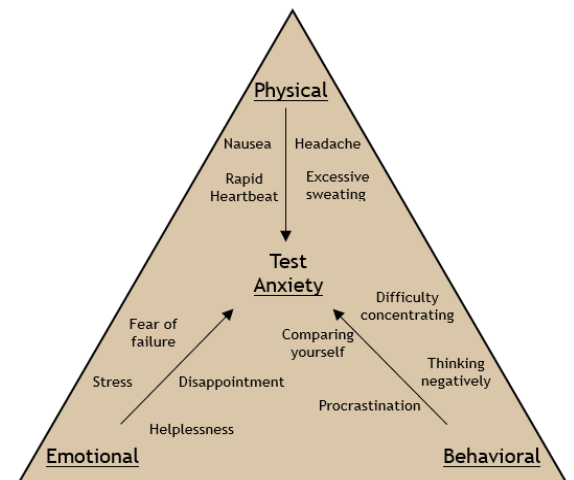 Physical
Nausea
Headache
Rapid
Heartbeat
Excessive
sweating
Test
Anxiety
Fear of
failure
Stress
Disappointment
Helplessness
Emotional
Difficulty
concentrating
Comparing
yourself
Thinking
negatively
Procrastination
Behavioral